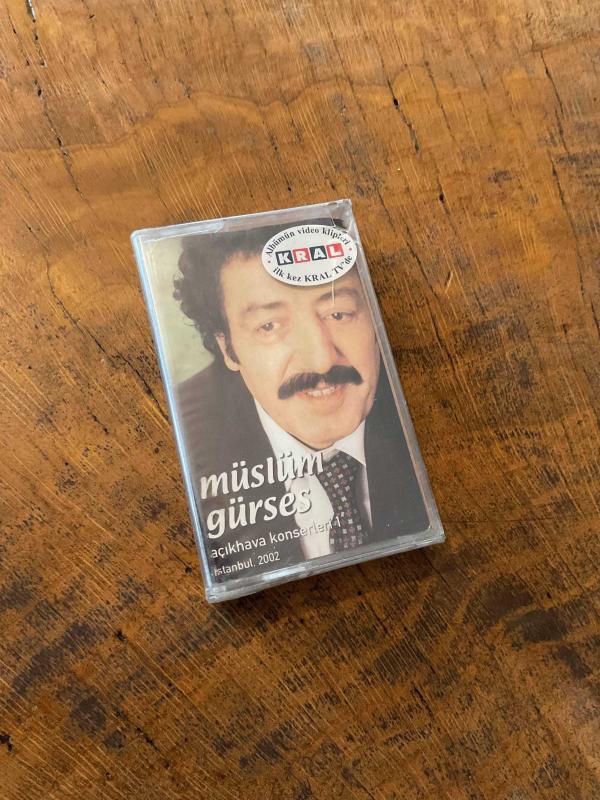 Albümün video klipleri
KRAL
ilk kez KRAL TV'de
müslüm
gürses
açıkhava konserleri 1
istanbul. 2002